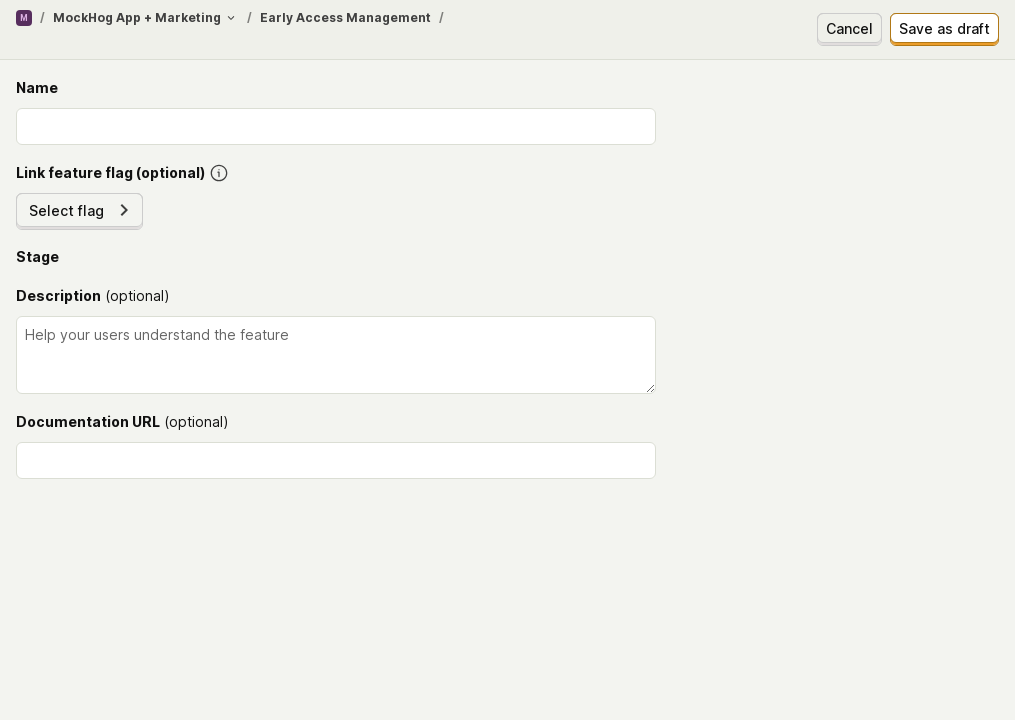 M / MockHog App + Marketing / Early Access Management /
Cancel
Save as draft
Name
Link feature flag (optional)
Select flag
Stage
Description (optional)
Help your users understand the feature
Documentation URL (optional)